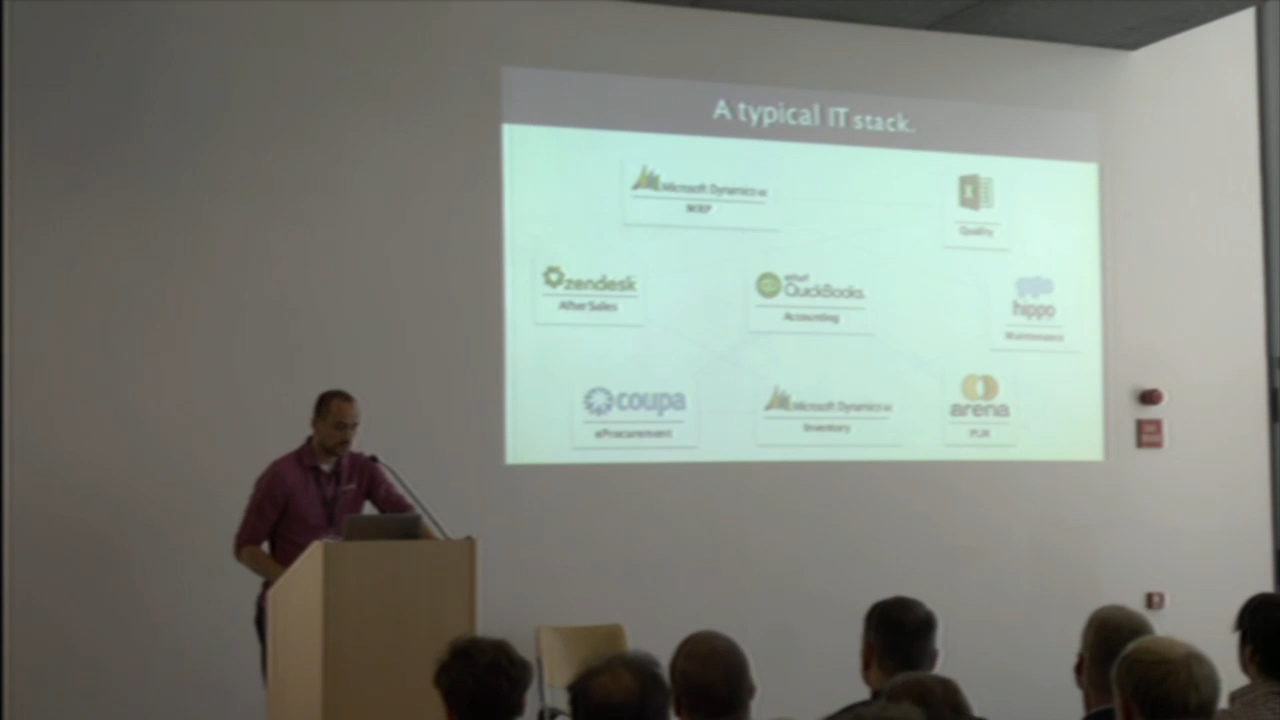 A typical IT stack.
Microsoft Dynamics
Quality
zendesk
AfterSales
intuit
QuickBooks.
Accounting
hippo
Maintenance
coupa
eProcurement
Microsoft Dynamics
Inventory
arena
PLM